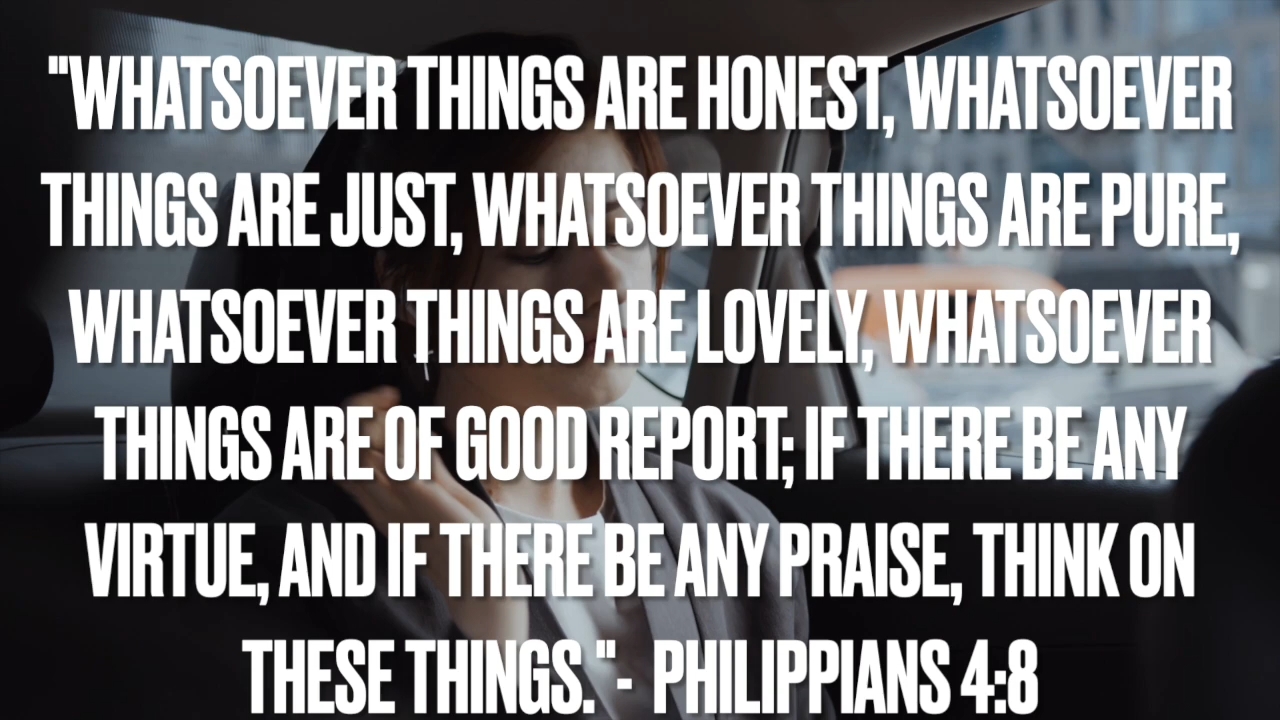 "WHATSOEVER THINGS ARE HONEST, WHATSOEVER
THINGS ARE JUST, WHATSOEVER THINGS ARE PURE,
WHATSOEVER THINGS ARE LOVELY, WHATSOEVER
THINGS ARE OF GOOD REPORT; IF THERE BE ANY
VIRTUE, AND IF THERE BE ANY PRAISE, THINK ON
THESE THINGS."- PHILIPPIANS 4:8